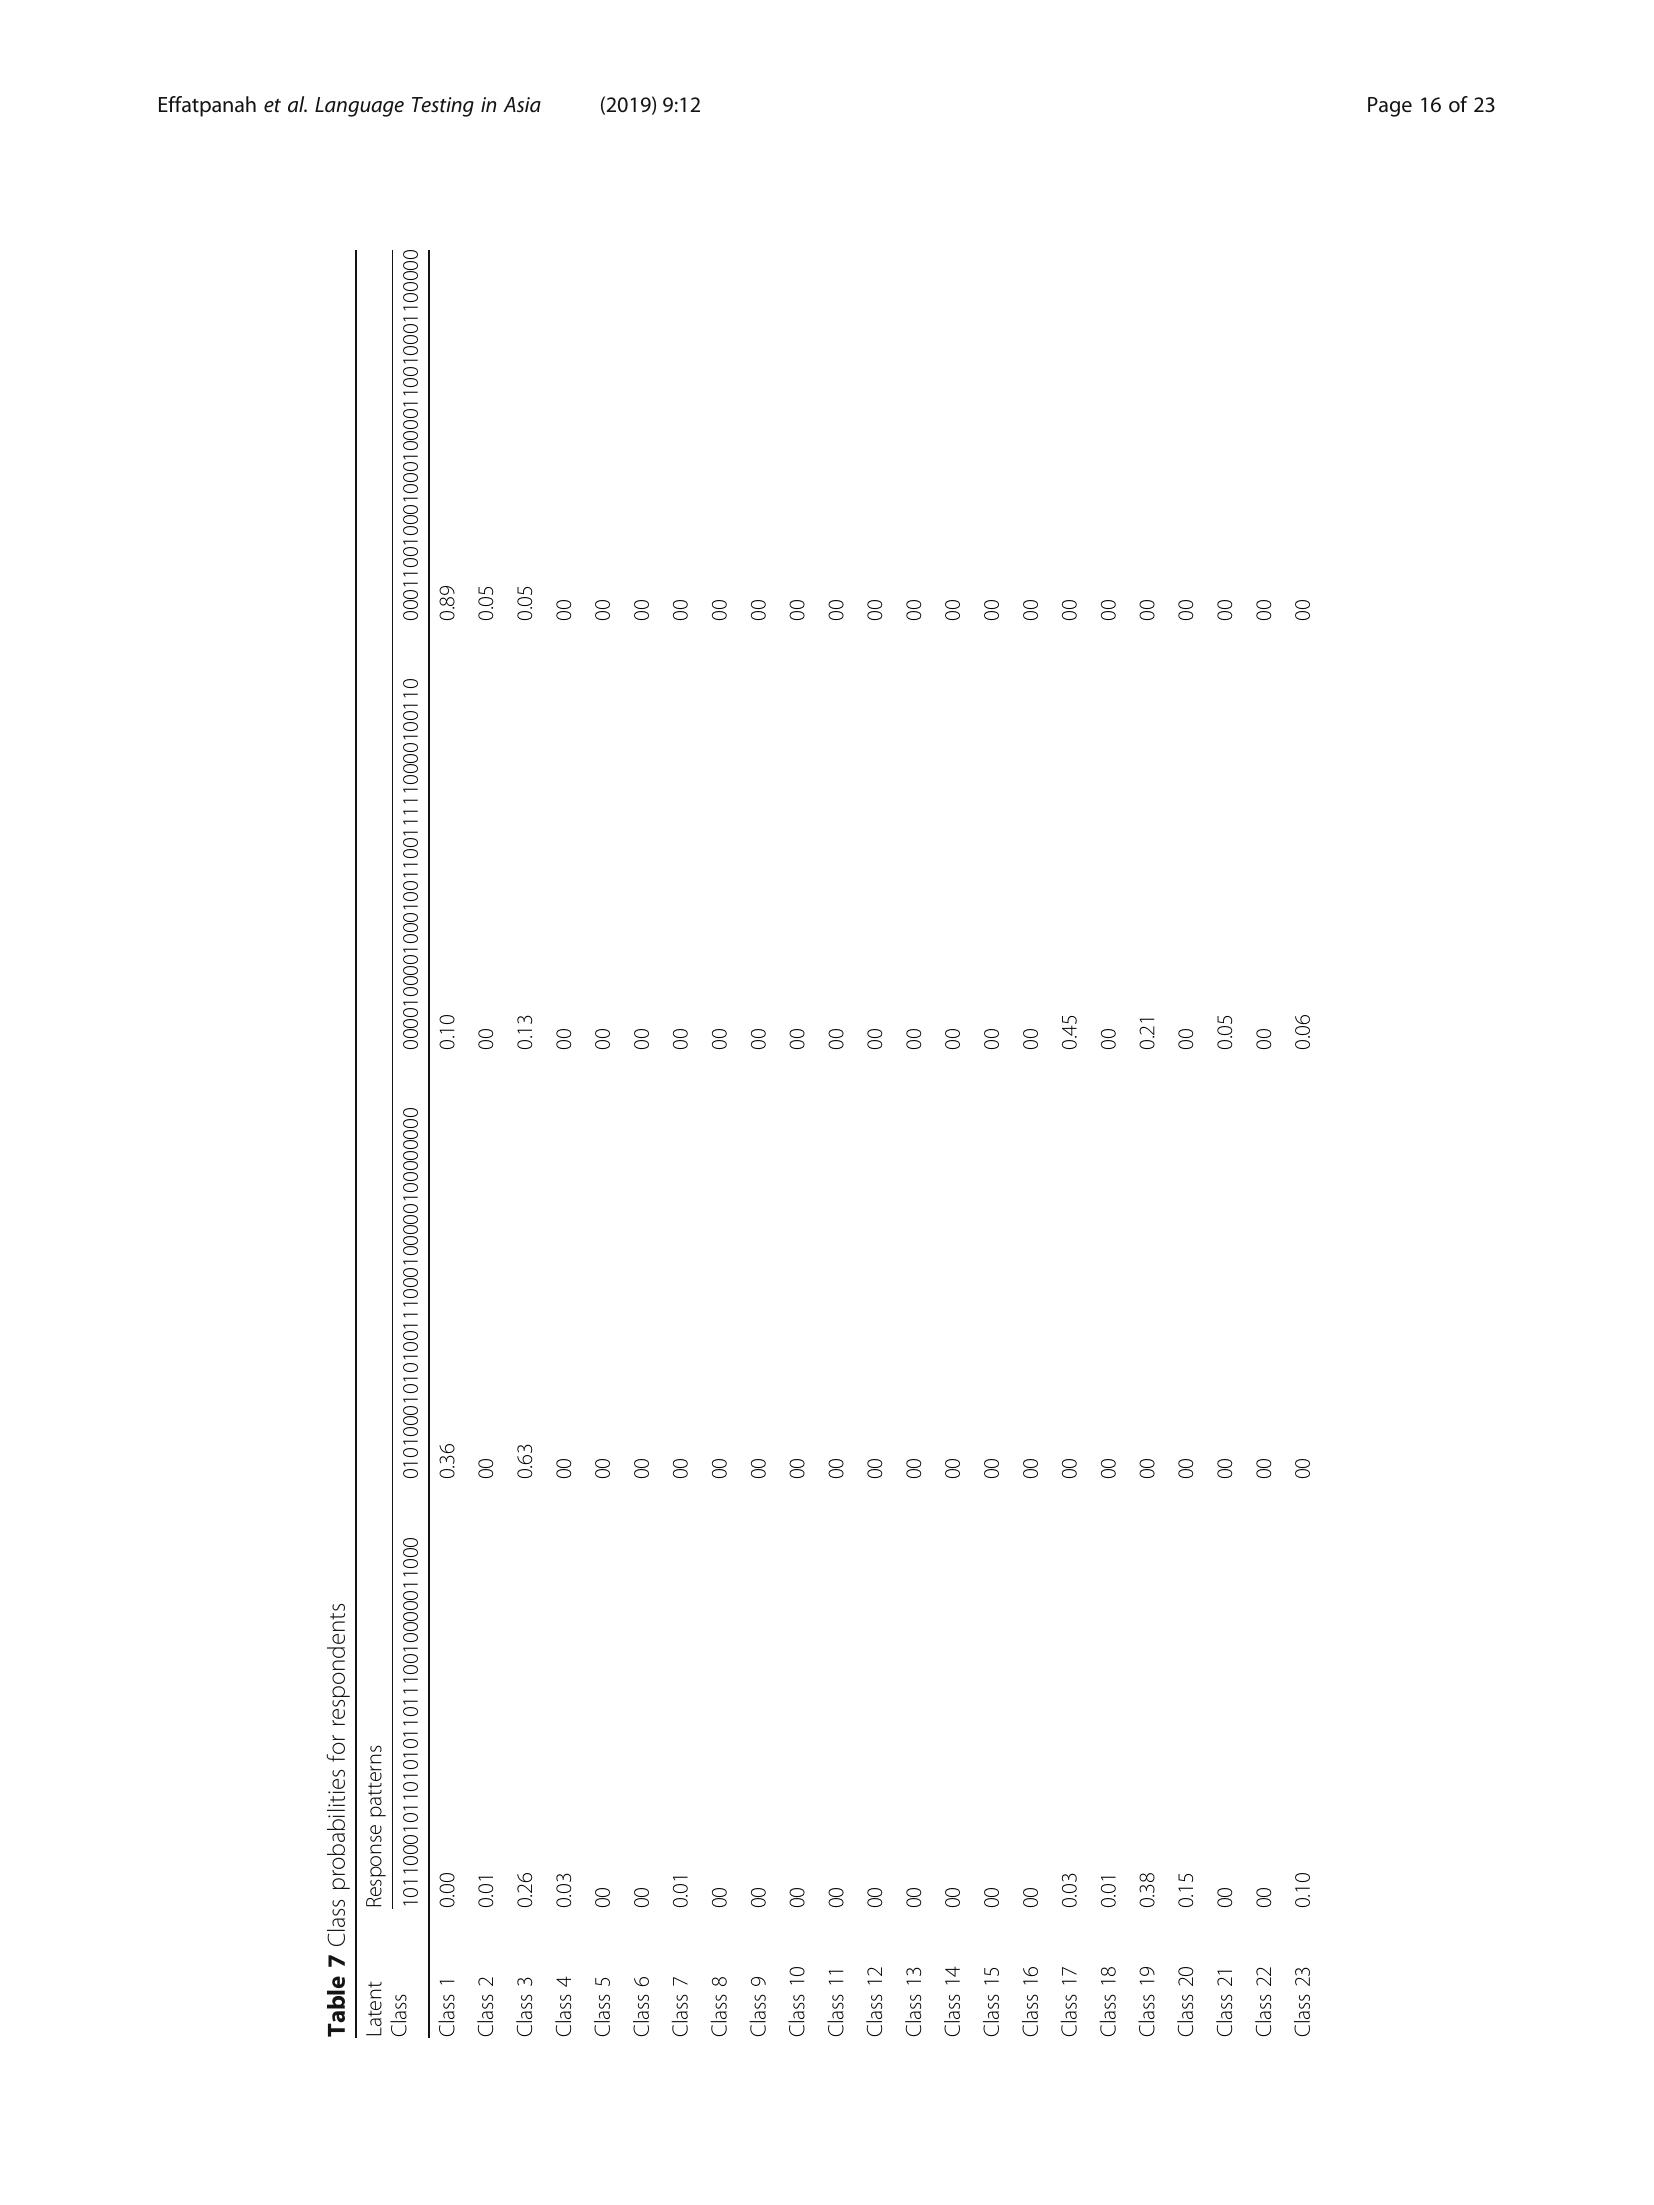 Effatpanah et al. Language Testing in Asia (2019) 9:12 Page 16 of 23
Table 7 Class probabilities for respondents
Latent Class Response patterns
10110001011010101101110010000011000 01010001010100111000100000100000000 00001000010001001100111110000100110 00011001000100010000110010001100000
Class 1 0.00 0.36 0.10 0.89
Class 2 0.01 00 00 0.05
Class 3 0.26 0.63 0.13 0.05
Class 4 0.03 00 00 00
Class 5 00 00 00 00
Class 6 00 00 00 00
Class 7 0.01 00 00 00
Class 8 00 00 00 00
Class 9 00 00 00 00
Class 10 00 00 00 00
Class 11 00 00 00 00
Class 12 00 00 00 00
Class 13 00 00 00 00
Class 14 00 00 00 00
Class 15 00 00 00 00
Class 16 00 00 00 00
Class 17 0.03 00 0.45 00
Class 18 0.01 00 00 00
Class 19 0.38 00 0.21 00
Class 20 0.15 00 00 00
Class 21 00 00 0.05 00
Class 22 00 00 00 00
Class 23 0.10 00 0.06 00